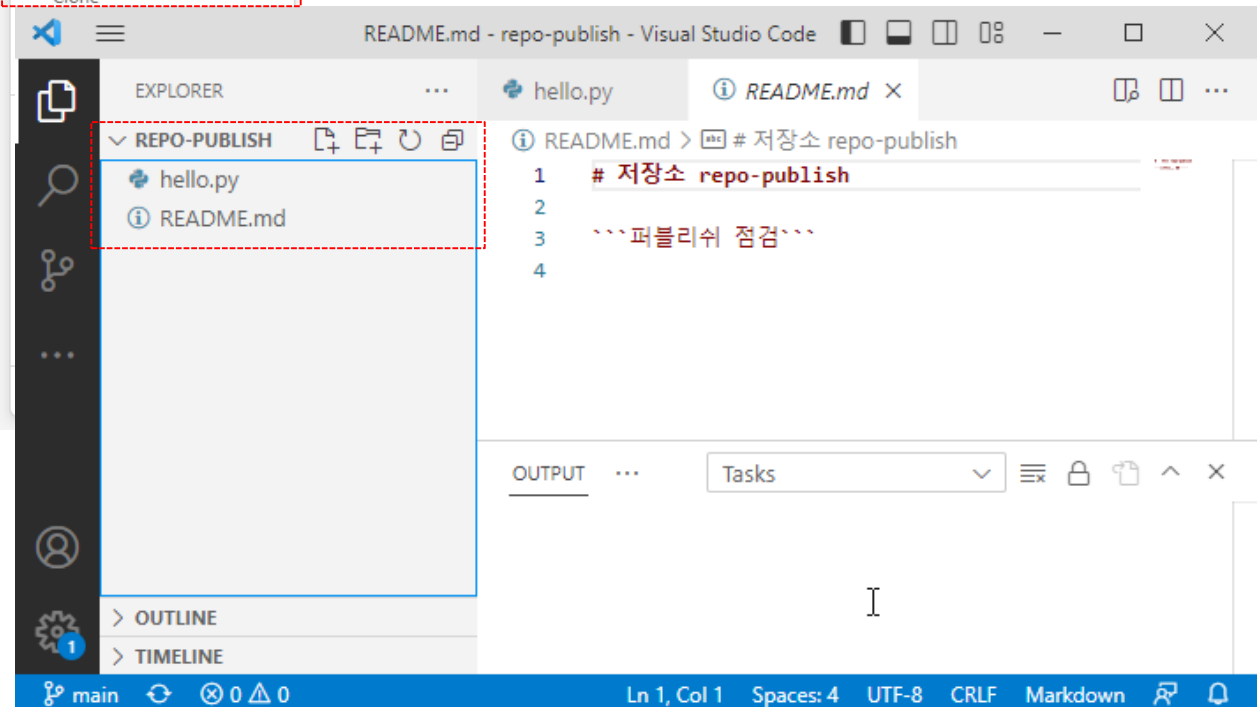 Clone
README.md - repo-publish - Visual Studio Code
EXPLORER
hello.py
README.md
REPO-PUBLISH
hello.py
README.md
README.md > # 저장소 repo-publish
1 # 저장소 repo-publish
2
3 ```퍼블리쉬 점검```
4
OUTPUT
Tasks
OUTLINE
TIMELINE
1
main 0 0 Ln 1, Col 1 Spaces: 4 UTF-8 CRLF Markdown